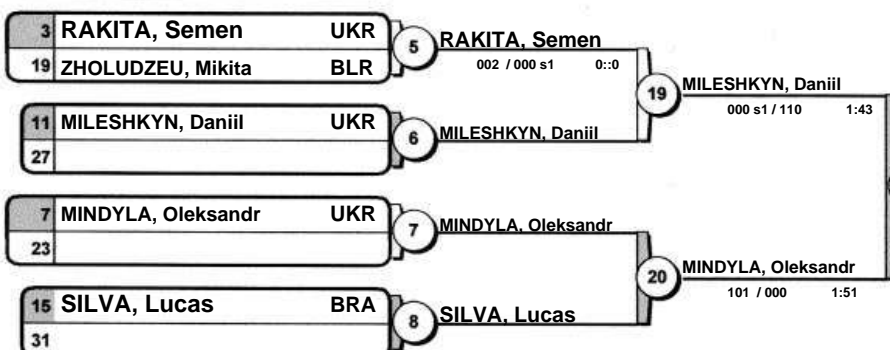 3 RAKITA, Semen UKR
19 ZHOLUDZEU, Mikita BLR
5
RAKITA, Semen
002 / 000 s1 0::0
11 MILESHKYN, Daniil UKR
27
6
MILESHKYN, Daniil
19
MILESHKYN, Daniil
000 s1 / 110 1:43
7 MINDYLA, Oleksandr UKR
23
7
MINDYLA, Oleksandr
15 SILVA, Lucas BRA
31
8
SILVA, Lucas
20
MINDYLA, Oleksandr
101 / 000 1:51